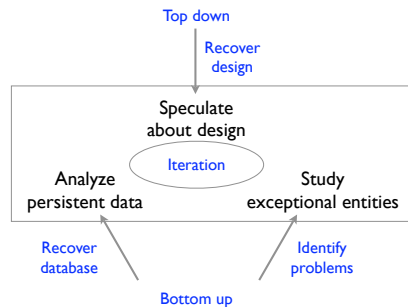 Top down
Recover
design
Speculate
about design
Iteration
Analyze
persistent data
Study
exceptional entities
Recover
database
Identify
problems
Bottom up